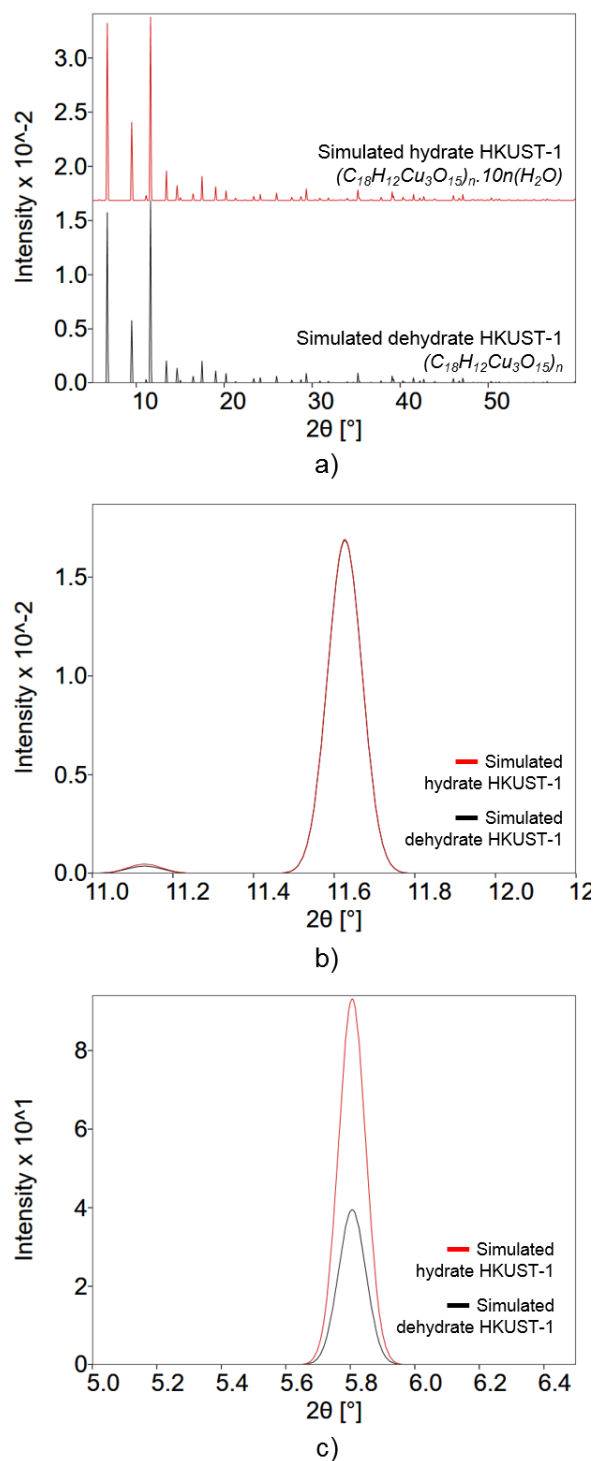 3.0
2.5
2.0
1.5
1.0
0.5
0.0
Intensity x 10^-2
Simulated hydrate HKUST-1
(C₁₈H₁₂Cu₃O₁₅)ₙ.10n(H₂O)
Simulated dehydrate HKUST-1
(C₁₈H₁₂Cu₃O₁₅)ₙ
10 20 30 40 50
2θ [°]
a)
1.5
1.0
0.5
0.0
Intensity x 10^-2
Simulated
hydrate HKUST-1
Simulated
dehydrate HKUST-1
11.0 11.2 11.4 11.6 11.8 12.0 12
2θ [°]
b)
8
6
4
2
0
Intensity x 10^1
Simulated
hydrate HKUST-1
Simulated
dehydrate HKUST-1
5.0 5.2 5.4 5.6 5.8 6.0 6.2 6.4
2θ [°]
c)